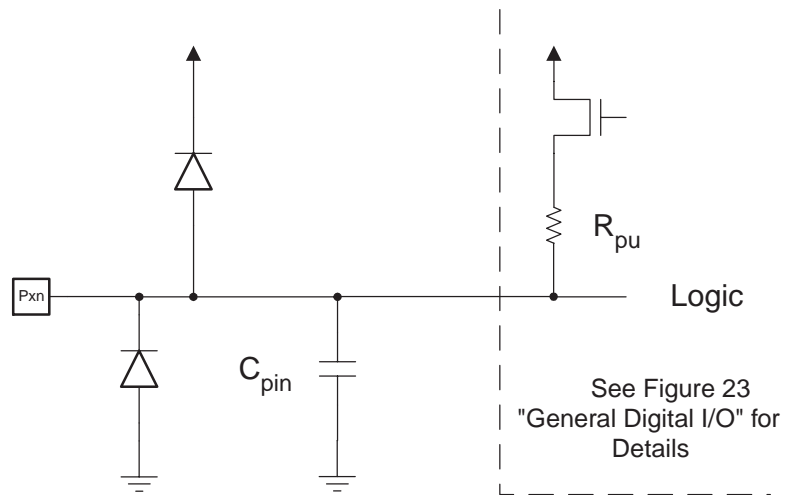 R
pu
Pxn
Logic
C
pin
See Figure 23
"General Digital I/O" for
Details